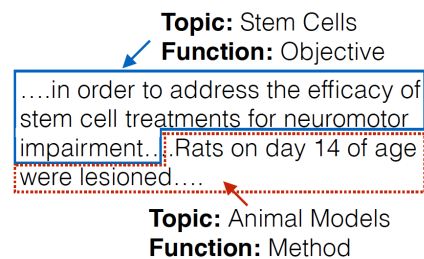 Topic: Stem Cells
Function: Objective
....in order to address the efficacy of
stem cell treatments for neuromotor
impairment.. ..Rats on day 14 of age
were lesioned....
Topic: Animal Models
Function: Method